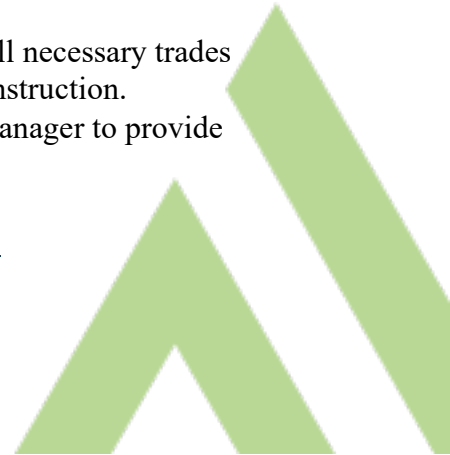 ll necessary trades
nstruction.
anager to provide
.